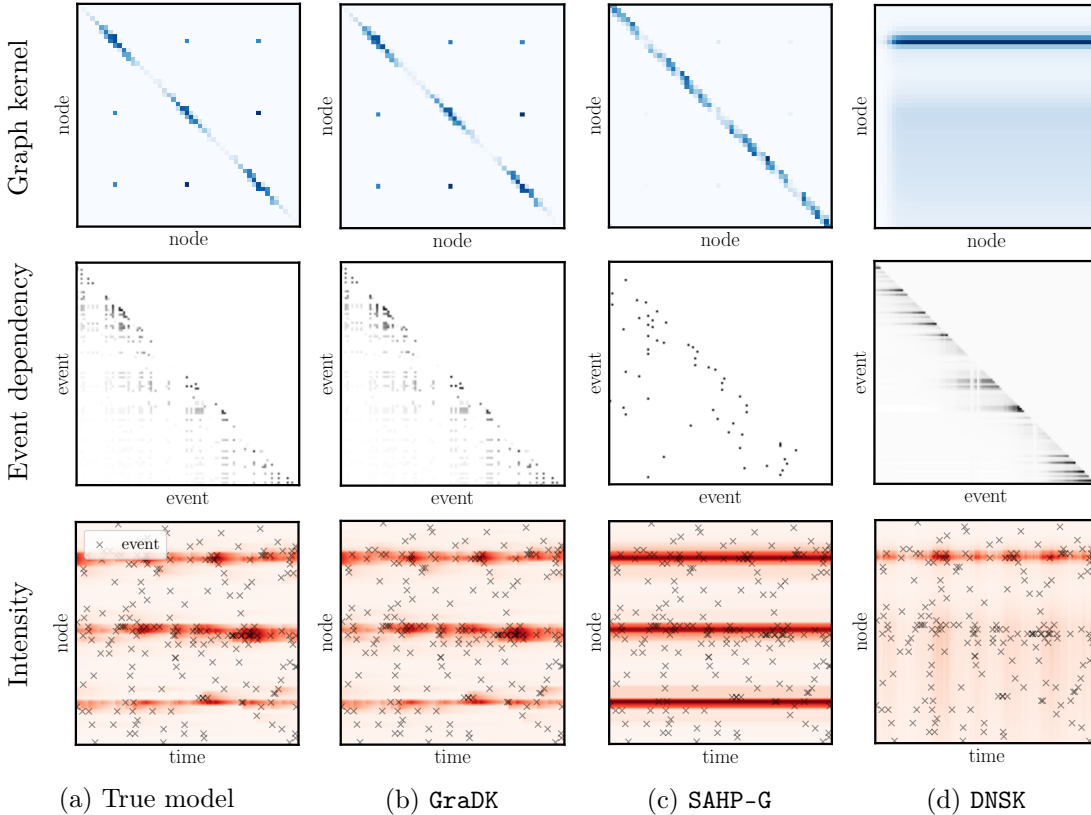 Graph kernel
node
node
node
node
node
node
node
node
Event dependency
event
event
event
event
event
event
event
event
Intensity
node
event
time
node
time
node
time
node
time
(a) True model
(b) GraDK
(c) SAHP-G
(d) DNSK